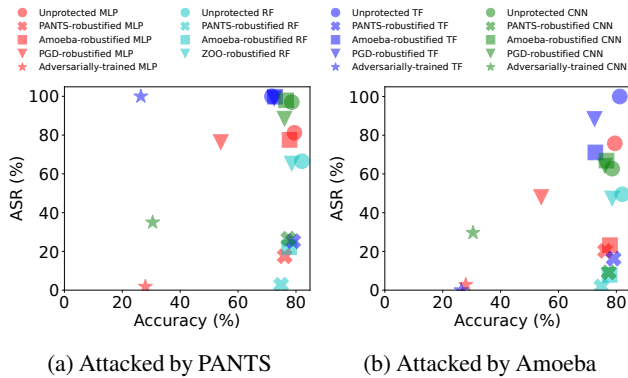 Unprotected MLP
PANTS-robustified MLP
Amoeba-robustified MLP
PGD-robustified MLP
Adversarially-trained MLP
Unprotected RF
PANTS-robustified RF
Amoeba-robustified RF
ZOO-robustified RF
Unprotected TF
PANTS-robustified TF
Amoeba-robustified TF
PGD-robustified TF
Adversarially-trained TF
Unprotected CNN
PANTS-robustified CNN
Amoeba-robustified CNN
PGD-robustified CNN
Adversarially-trained CNN
ASR (%)
100
80
60
40
20
0
0 20 40 60 80
Accuracy (%)
(a) Attacked by PANTS
ASR (%)
100
80
60
40
20
0
0 20 40 60 80
Accuracy (%)
(b) Attacked by Amoeba